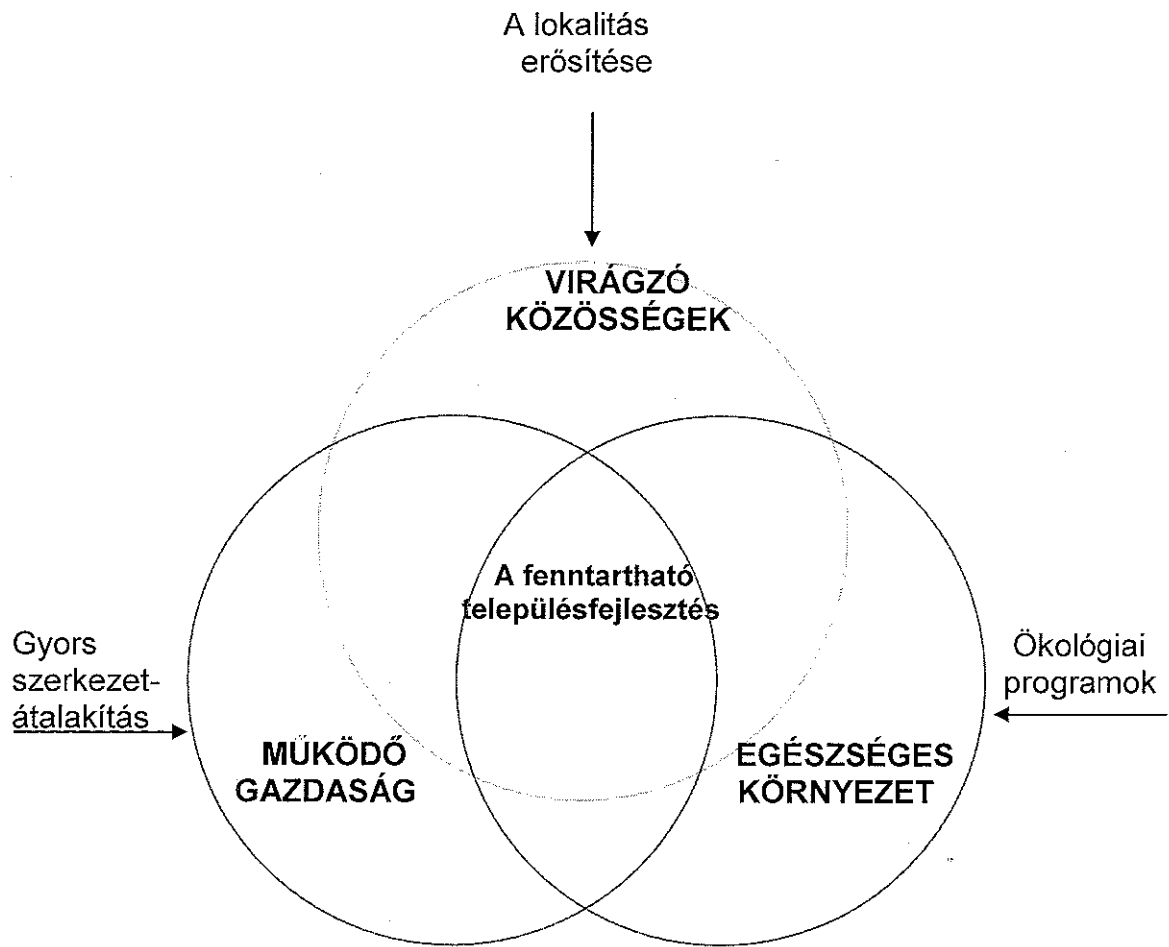 A lokalitás
erősítése
VIRÁGZÓ
KÖZÖSSÉGEK
A fenntartható
településfejlesztés
Gyors
szerkezet-
átalakítás
Ökológiai
programok
MŰKÖDŐ
GAZDASÁG
EGÉSZSÉGES
KÖRNYEZET